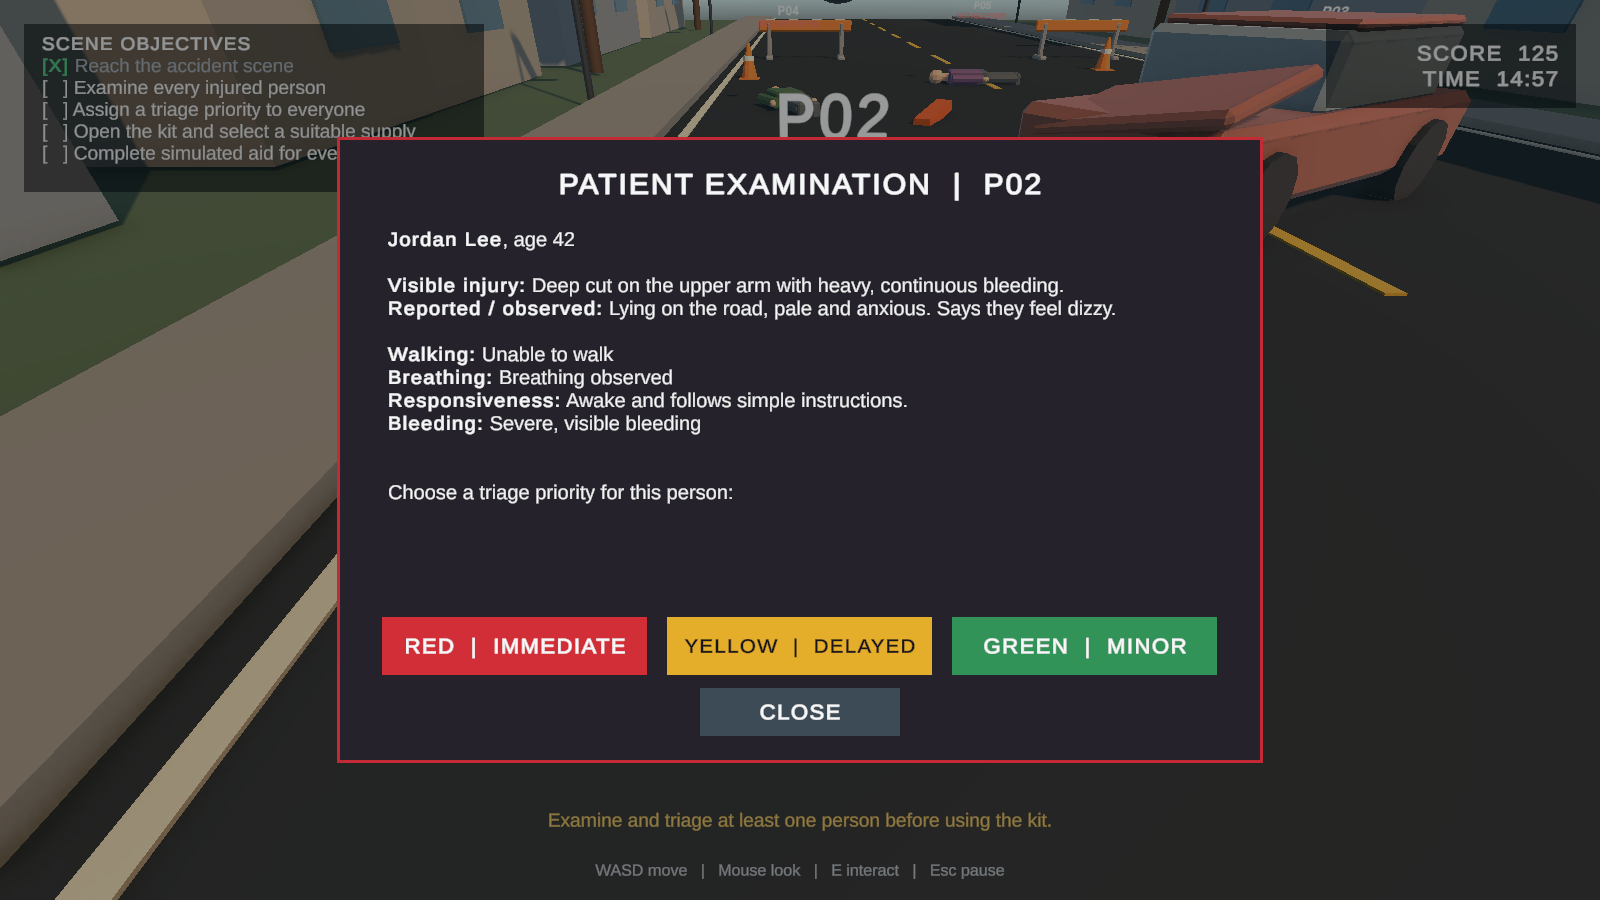 P04
P05
P03
SCENE OBJECTIVES
[X] Reach the accident scene
[ ] Examine every injured person
[ ] Assign a triage priority to everyone
[ ] Open the kit and select a suitable supply
[ ] Complete simulated aid for eve
SCORE 125
TIME 14:57
P02
PATIENT EXAMINATION | P02
Jordan Lee, age 42
Visible injury: Deep cut on the upper arm with heavy, continuous bleeding.
Reported / observed: Lying on the road, pale and anxious. Says they feel dizzy.
Walking: Unable to walk
Breathing: Breathing observed
Responsiveness: Awake and follows simple instructions.
Bleeding: Severe, visible bleeding
Choose a triage priority for this person:
RED | IMMEDIATE
YELLOW | DELAYED
GREEN | MINOR
CLOSE
Examine and triage at least one person before using the kit.
WASD move | Mouse look | E interact | Esc pause